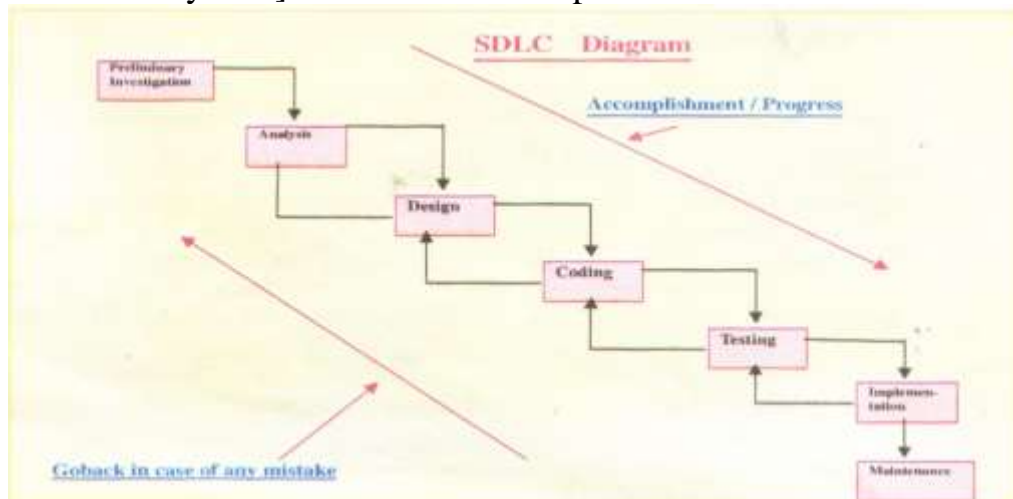 SDLC Diagram
Preliminary
Investigation
Accomplishment / Progress
Analysis
Design
Coding
Testing
Implemen-
tation
Goback in case of any mistake
Maintenance